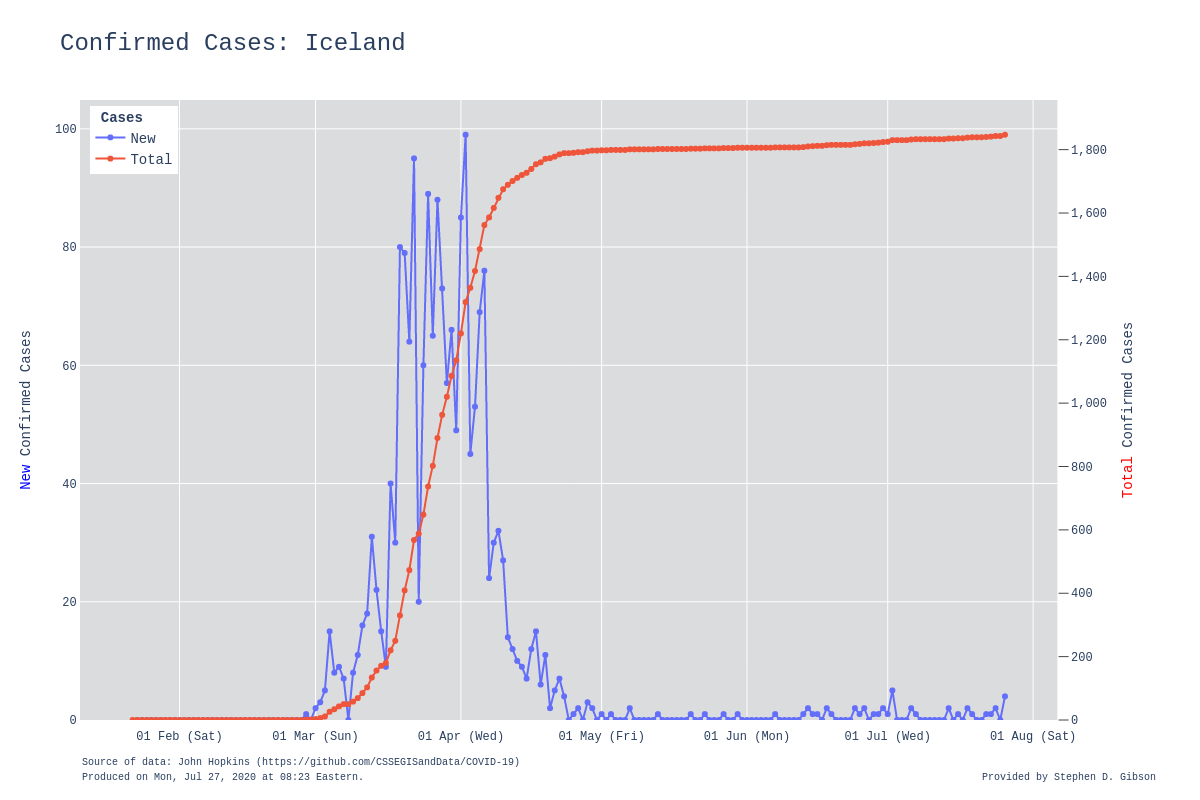 Confirmed Cases: Iceland
Cases
New
Total
100
80
60
40
20
0
1,800
1,600
1,400
1,200
1,000
800
600
400
200
0
New Confirmed Cases
Total Confirmed Cases
01 Feb (Sat)
01 Mar (Sun)
01 Apr (Wed)
01 May (Fri)
01 Jun (Mon)
01 Jul (Wed)
01 Aug (Sat)
Source of data: John Hopkins (https://github.com/CSSEGISandData/COVID-19)
Produced on Mon, Jul 27, 2020 at 08:23 Eastern.
Provided by Stephen D. Gibson